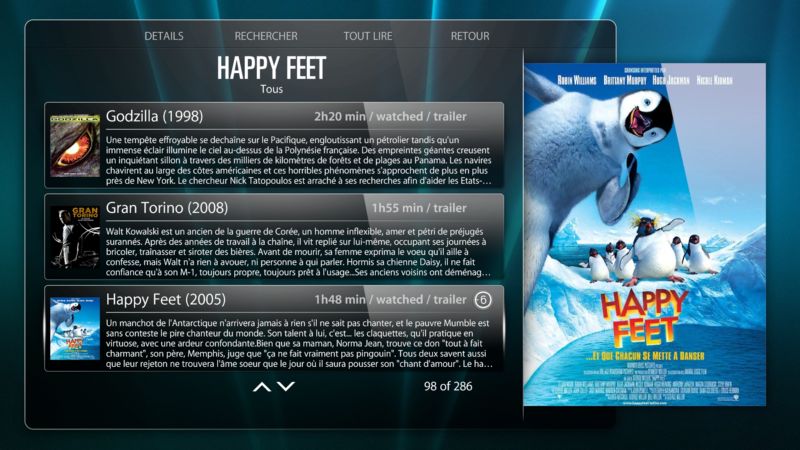 DETAILS
RECHERCHER
TOUT LIRE
RETOUR
HAPPY FEET
Tous
Godzilla (1998)
2h20 min / watched / trailer
Une tempête effroyable se dechaîne sur le Pacifique, engloutissant un pétrolier tandis qu'un
immense éclair illumine le ciel au-dessus de la Polynésie française. Des empreintes géantes creusent
un inquiétant sillon à travers des milliers de kilomètres de forêts et de plages au Panama. Les navires
chavirent au large des côtes américaines et ces horribles phénomènes s'approchent de plus en plus
près de New York. Le chercheur Nick Tatopoulos est arraché à ses recherches afin d'aider les Etats-...
GODZILLA
Gran Torino (2008)
1h55 min / trailer
Walt Kowalski est un ancien de la guerre de Corée, un homme inflexible, amer et pétri de préjugés
surannés. Après des années de travail à la chaîne, il vit replié sur lui-même, occupant ses journées à
bricoler, traînasser et siroter des bières. Avant de mourir, sa femme exprima le voeu qu'il aille à
confesse, mais Walt n'a rien à avouer, ni personne à qui parler. Hormis sa chienne Daisy, il ne fait
confiance qu'à son M-1, toujours propre, toujours prêt à l'usage...Ses anciens voisins ont déménag...
GRAN
TORINO
Happy Feet (2005)
1h48 min / watched / trailer
-6
Un manchot de l'Antarctique n'arrivera jamais à rien s'il ne sait pas chanter, et le pauvre Mumble est
sans conteste le pire chanteur du monde. Son talent à lui, c'est... les claquettes, qu'il pratique en
virtuose, avec une ardeur confondante.Bien que sa maman, Norma Jean, trouve ce don "tout à fait
charmant", son père, Memphis, juge que "ça ne fait vraiment pas pingouin". Tous deux savent aussi
que leur rejeton ne trouvera l'âme soeur que le jour où il saura pousser son "chant d'amour". Le ha...
HAPPY
FEET
98 of 286
ROBIN WILLIAMS BRITTANY MURPHY HUGH JACKMAN NICOLE KIDMAN
HAPPY
FEET
...ET QUE CHACUN SE METTE A DANSER